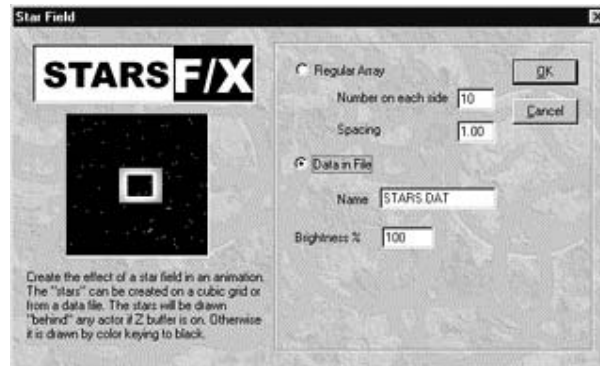 Star Field
STARS F/X
Create the effect of a star field in an animation.
The "stars" can be created on a cubic grid or
from a data file. The stars will be drawn
"behind" any actor if Z buffer is on. Otherwise
it is drawn by color keying to black.
Regular Array
Number on each side 10
Spacing 1.00
Data in File
Name STARS.DAT
Brightness % 100
OK
Cancel